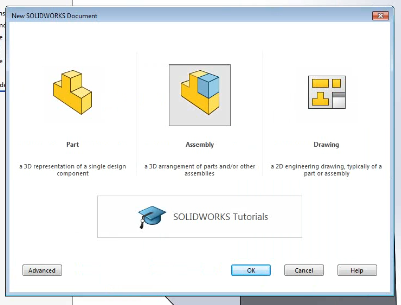 New SOLIDWORKS Document
Part
Assembly
Drawing
a 3D representation of a single design
component
a 3D arrangement of parts and/or other
assemblies
a 2D engineering drawing, typically of a
part or assembly
SOLIDWORKS Tutorials
Advanced
OK
Cancel
Help